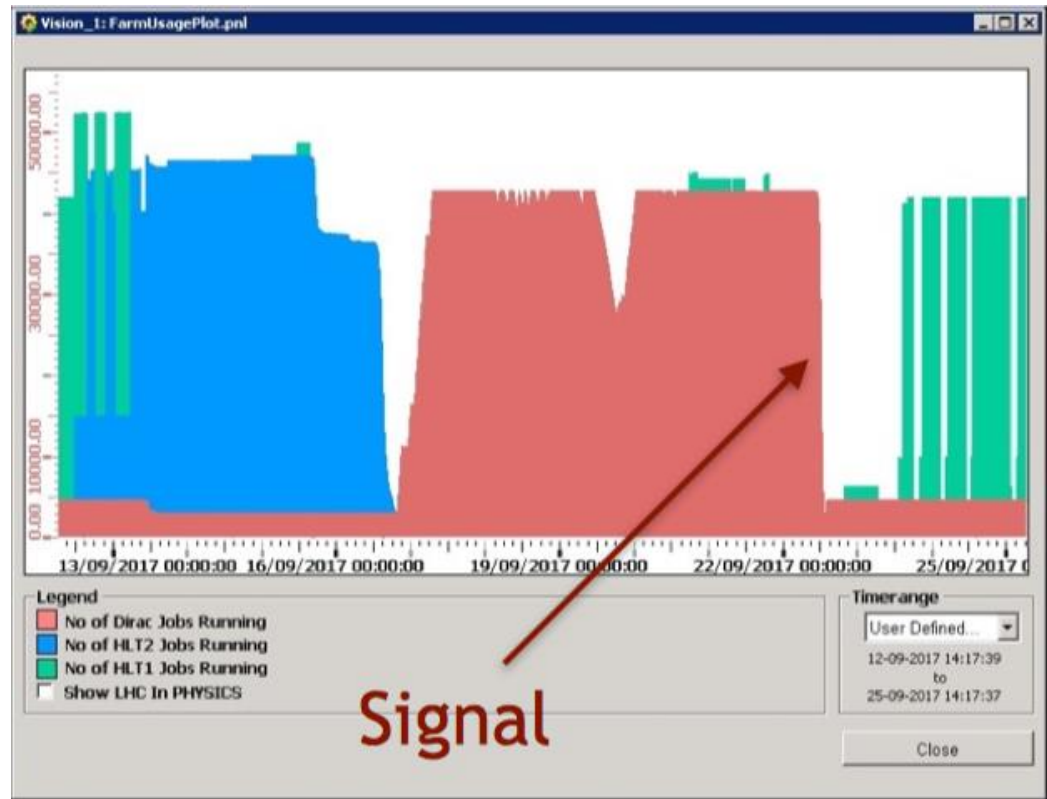 Vision_1: FarmUsagePlot.pnl
50000.00
30000.00
10000.00
0.00
13/09/2017 00:00:00 16/09/2017 00:00:00 19/09/2017 00:00:00 22/09/2017 00:00:00 25/09/2017 0
Legend
No of Dirac Jobs Running
No of HLT2 Jobs Running
No of HLT1 Jobs Running
Show LHC In PHYSICS
Timerange
User Defined...
12-09-2017 14:17:39
to
25-09-2017 14:17:37
Signal
Close